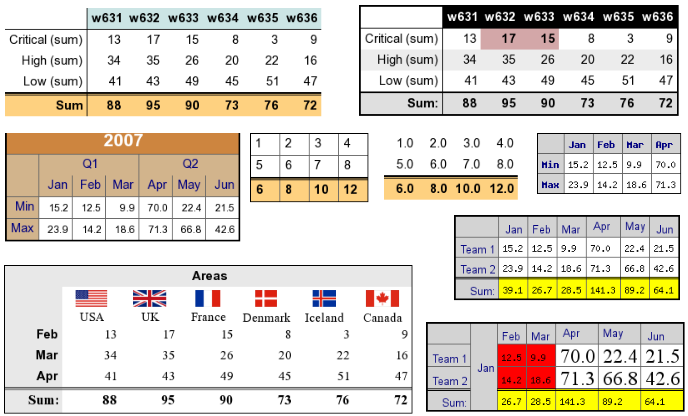 w631 w632 w633 w634 w635 w636
Critical (sum) 13 17 15 8 3 9
High (sum) 34 35 26 20 22 16
Low (sum) 41 43 49 45 51 47
Sum 88 95 90 73 76 72
w631 w632 w633 w634 w635 w636
Critical (sum) 13 17 15 8 3 9
High (sum) 34 35 26 20 22 16
Low (sum) 41 43 49 45 51 47
Sum: 88 95 90 73 76 72
2007
Q1 Q2
Jan Feb Mar Apr May Jun
Min 15.2 12.5 9.9 70.0 22.4 21.5
Max 23.9 14.2 18.6 71.3 66.8 42.6
1 2 3 4
5 6 7 8
6 8 10 12
1.0 2.0 3.0 4.0
5.0 6.0 7.0 8.0
6.0 8.0 10.0 12.0
Jan Feb Mar Apr
Min 15.2 12.5 9.9 70.0
Max 23.9 14.2 18.6 71.3
Jan Feb Mar Apr May Jun
Team 1 15.2 12.5 9.9 70.0 22.4 21.5
Team 2 23.9 14.2 18.6 71.3 66.8 42.6
Sum: 39.1 26.7 28.5 141.3 89.2 64.1
Areas
USA UK France Denmark Iceland Canada
Feb 13 17 15 8 3 9
Mar 34 35 26 20 22 16
Apr 41 43 49 45 51 47
Sum: 88 95 90 73 76 72
Feb Mar Apr May Jun
Team 1 Jan 12.5 9.9 70.0 22.4 21.5
Team 2 14.2 18.6 71.3 66.8 42.6
Sum: 26.7 28.5 141.3 89.2 64.1